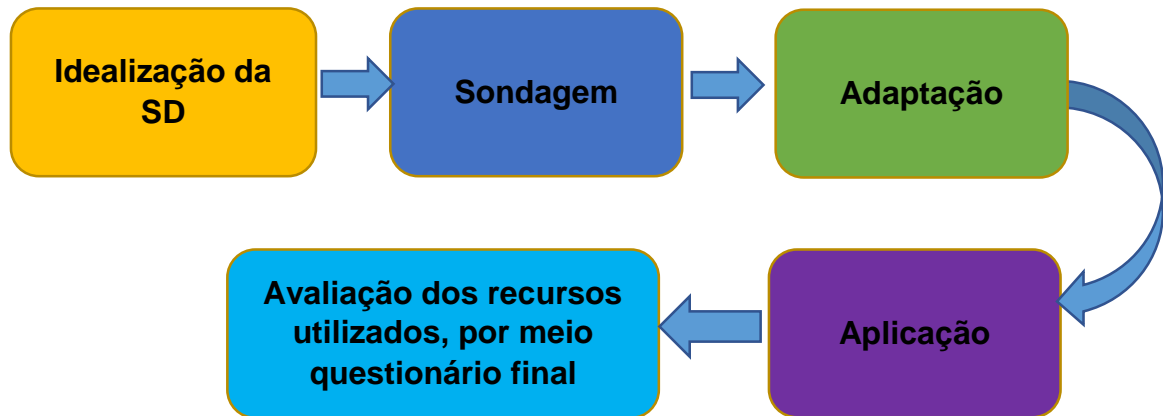 Idealização da
SD
Sondagem
Adaptação
Aplicação
Avaliação dos recursos
utilizados, por meio
questionário final